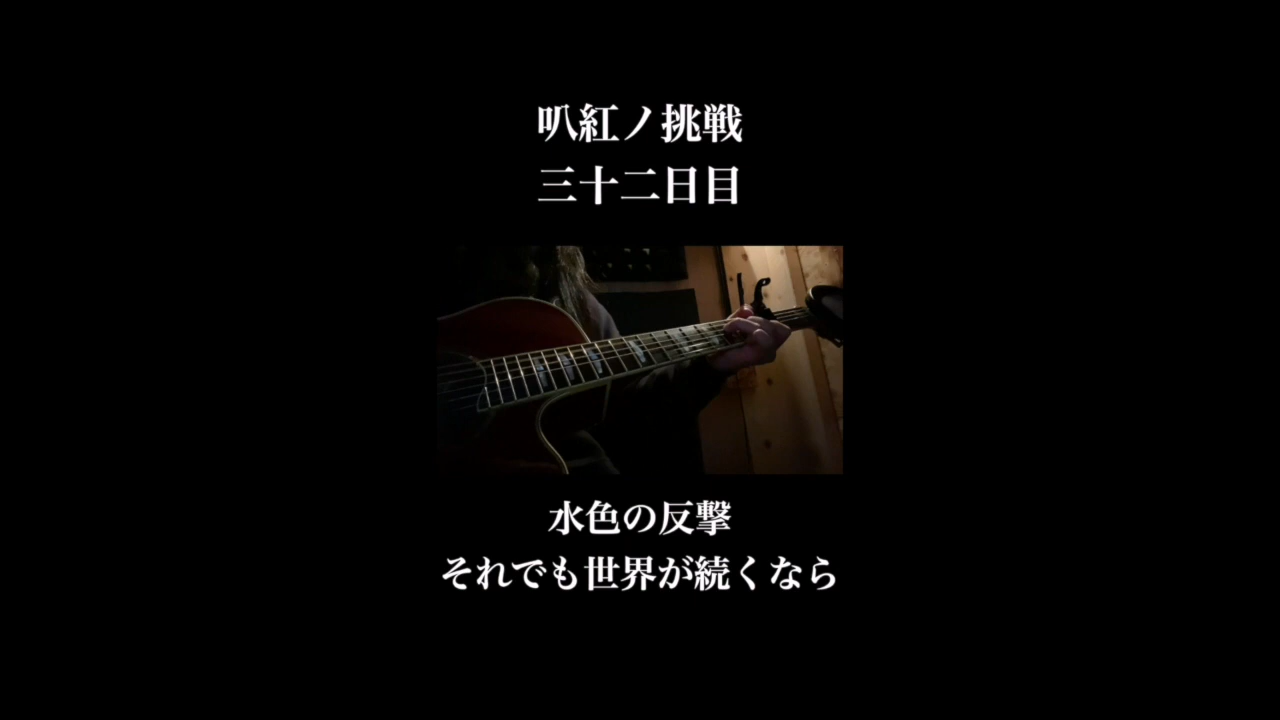 叭紅ノ挑戦
三十二日目
水色の反撃
それでも世界が続くなら